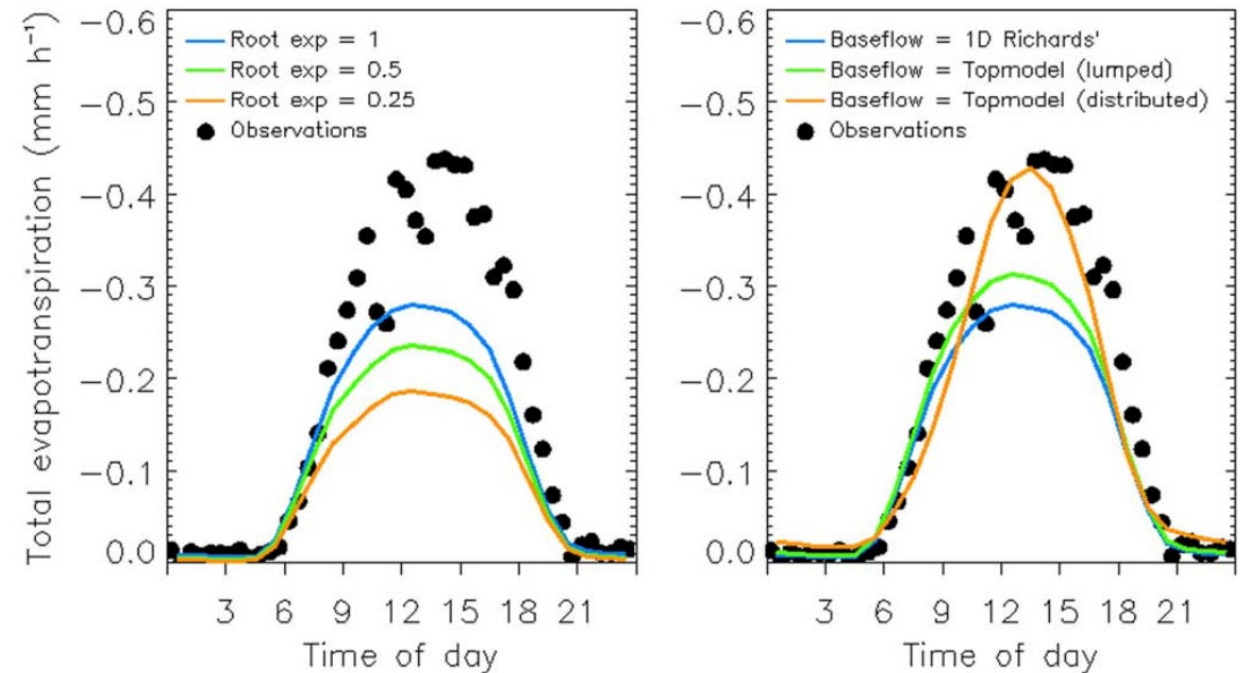 Total evapotranspiration (mm h⁻¹)
−0.6
−0.5
−0.4
−0.3
−0.2
−0.1
0.0
Root exp = 1
Root exp = 0.5
Root exp = 0.25
Observations
3 6 9 12 15 18 21
Time of day
−0.6
−0.5
−0.4
−0.3
−0.2
−0.1
0.0
Baseflow = 1D Richards'
Baseflow = Topmodel (lumped)
Baseflow = Topmodel (distributed)
Observations
3 6 9 12 15 18 21
Time of day